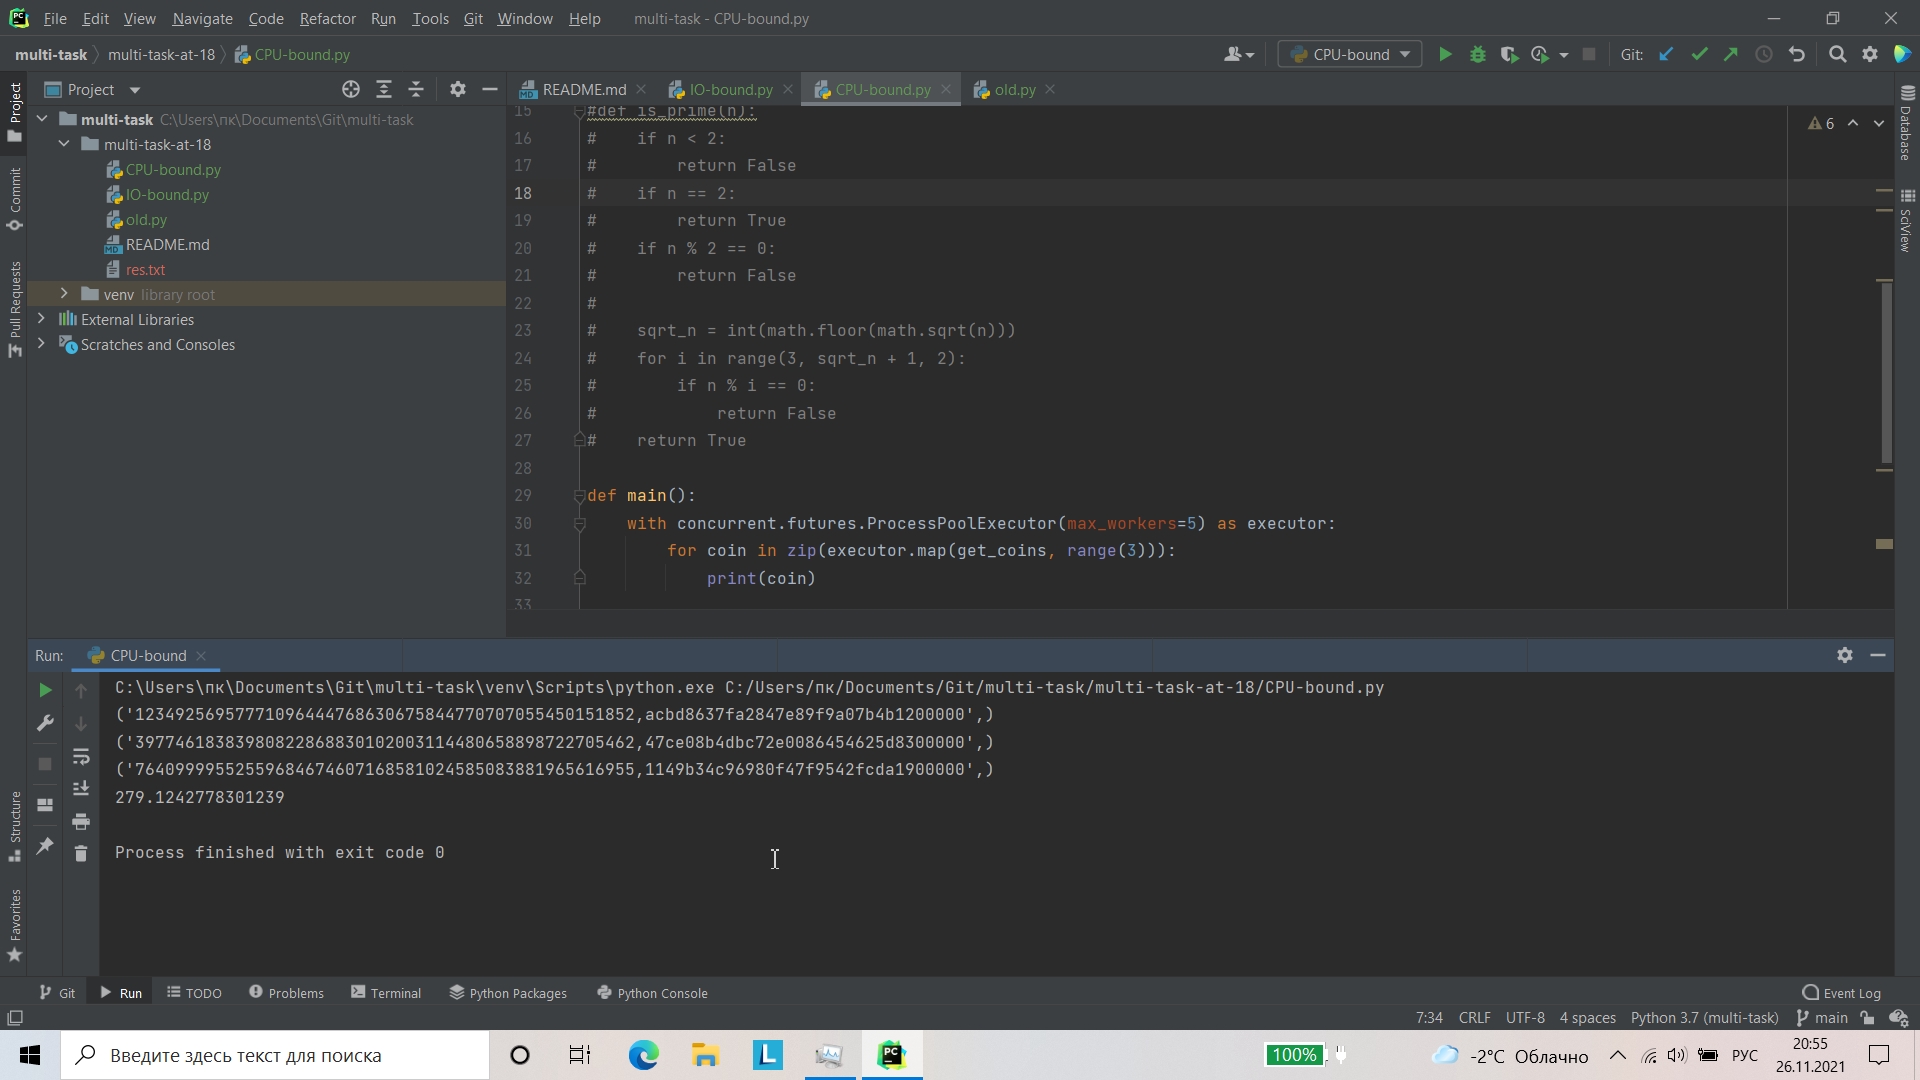 File Edit View Navigate Code Refactor Run Tools Git Window Help multi-task - CPU-bound.py
multi-task multi-task-at-18 CPU-bound.py CPU-bound Git:
Project README.md IO-bound.py CPU-bound.py old.py
multi-task C:\Users\пк\Documents\Git\multi-task
multi-task-at-18
CPU-bound.py
IO-bound.py
old.py
README.md
res.txt
venv library root
External Libraries
Scratches and Consoles
Project
Commit
Pull Requests
Structure
Favorites
Database
SciView
6
15 #def is_prime(n):
16 # if n < 2:
17 # return False
18 # if n == 2:
19 # return True
20 # if n % 2 == 0:
21 # return False
22 #
23 # sqrt_n = int(math.floor(math.sqrt(n)))
24 # for i in range(3, sqrt_n + 1, 2):
25 # if n % i == 0:
26 # return False
27 # return True
28
29 def main():
30 with concurrent.futures.ProcessPoolExecutor(max_workers=5) as executor:
31 for coin in zip(executor.map(get_coins, range(3))):
32 print(coin)
33
Run: CPU-bound
C:\Users\пк\Documents\Git\multi-task\venv\Scripts\python.exe C:/Users/пк/Documents/Git/multi-task/multi-task-at-18/CPU-bound.py
('12349256957771096444768630675844770707055450151852,acbd8637fa2847e89f9a07b4b1200000',)
('39774618383980822868830102003114480658898722705462,47ce08b4dbc72e0086454625d8300000',)
('76409999552559684674607168581024585083881965616955,1149b34c96980f47f9542fcda1900000',)
279.1242778301239
Process finished with exit code 0
Git Run TODO Problems Terminal Python Packages Python Console Event Log
7:34 CRLF UTF-8 4 spaces Python 3.7 (multi-task) main
Введите здесь текст для поиска 100% -2°C Облачно РУС 20:55
26.11.2021